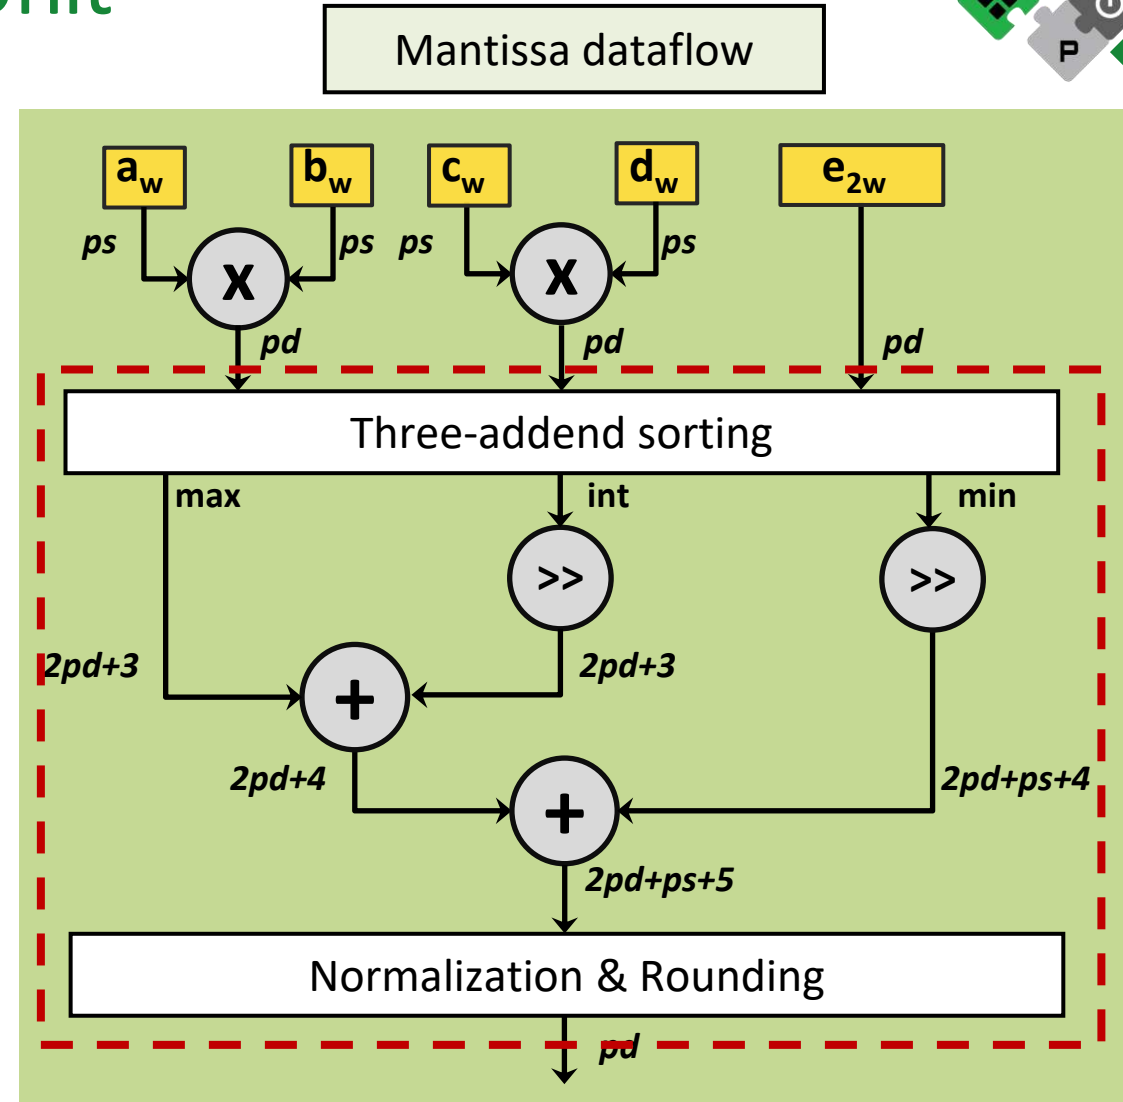 Mantissa dataflow
P
a_w b_w c_w d_w e_2w
ps ps ps ps
x x
pd pd pd
Three-addend sorting
max int min
>> >>
2pd+3 2pd+3
+
2pd+4 2pd+ps+4
+
2pd+ps+5
Normalization & Rounding
pd